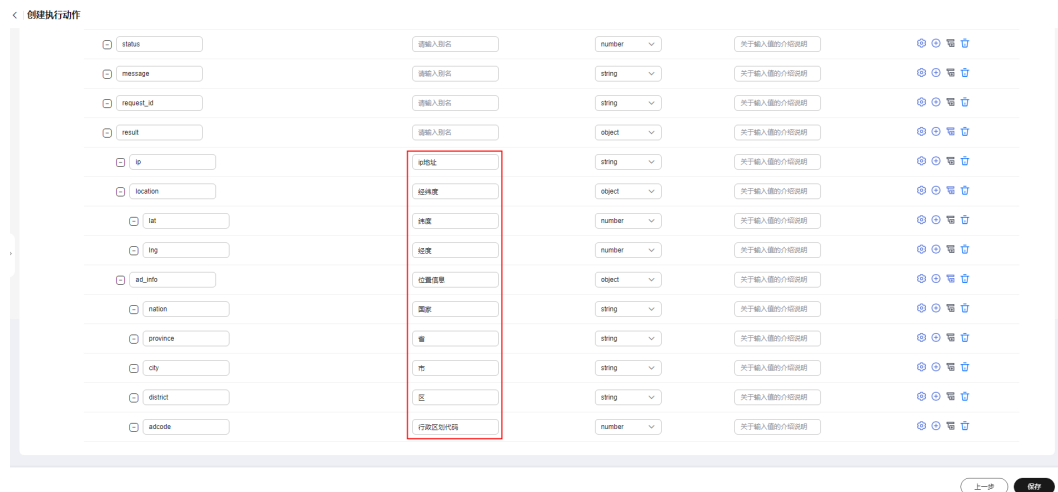 创建执行动作
status 请输入别名 number 关于输入值的介绍说明
message 请输入别名 string 关于输入值的介绍说明
request_id 请输入别名 string 关于输入值的介绍说明
result 请输入别名 object 关于输入值的介绍说明
ip ip地址 string 关于输入值的介绍说明
location 经纬度 object 关于输入值的介绍说明
lat 纬度 number 关于输入值的介绍说明
lng 经度 number 关于输入值的介绍说明
ad_info 位置信息 object 关于输入值的介绍说明
nation 国家 string 关于输入值的介绍说明
province 省 string 关于输入值的介绍说明
city 市 string 关于输入值的介绍说明
district 区 string 关于输入值的介绍说明
adcode 行政区划代码 number 关于输入值的介绍说明
上一步 保存